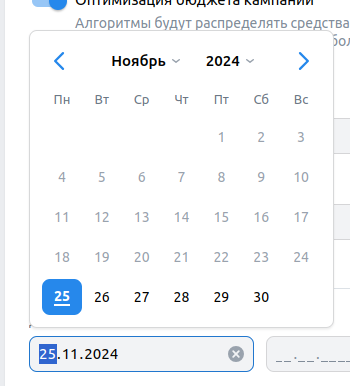 Оптимизация бюджета кампании
Алгоритмы будут распределять средства
Ноябрь 2024
Пн Вт Ср Чт Пт Сб Вс
1 2 3
4 5 6 7 8 9 10
11 12 13 14 15 16 17
18 19 20 21 22 23 24
25 26 27 28 29 30
25.11.2024 __.__.____